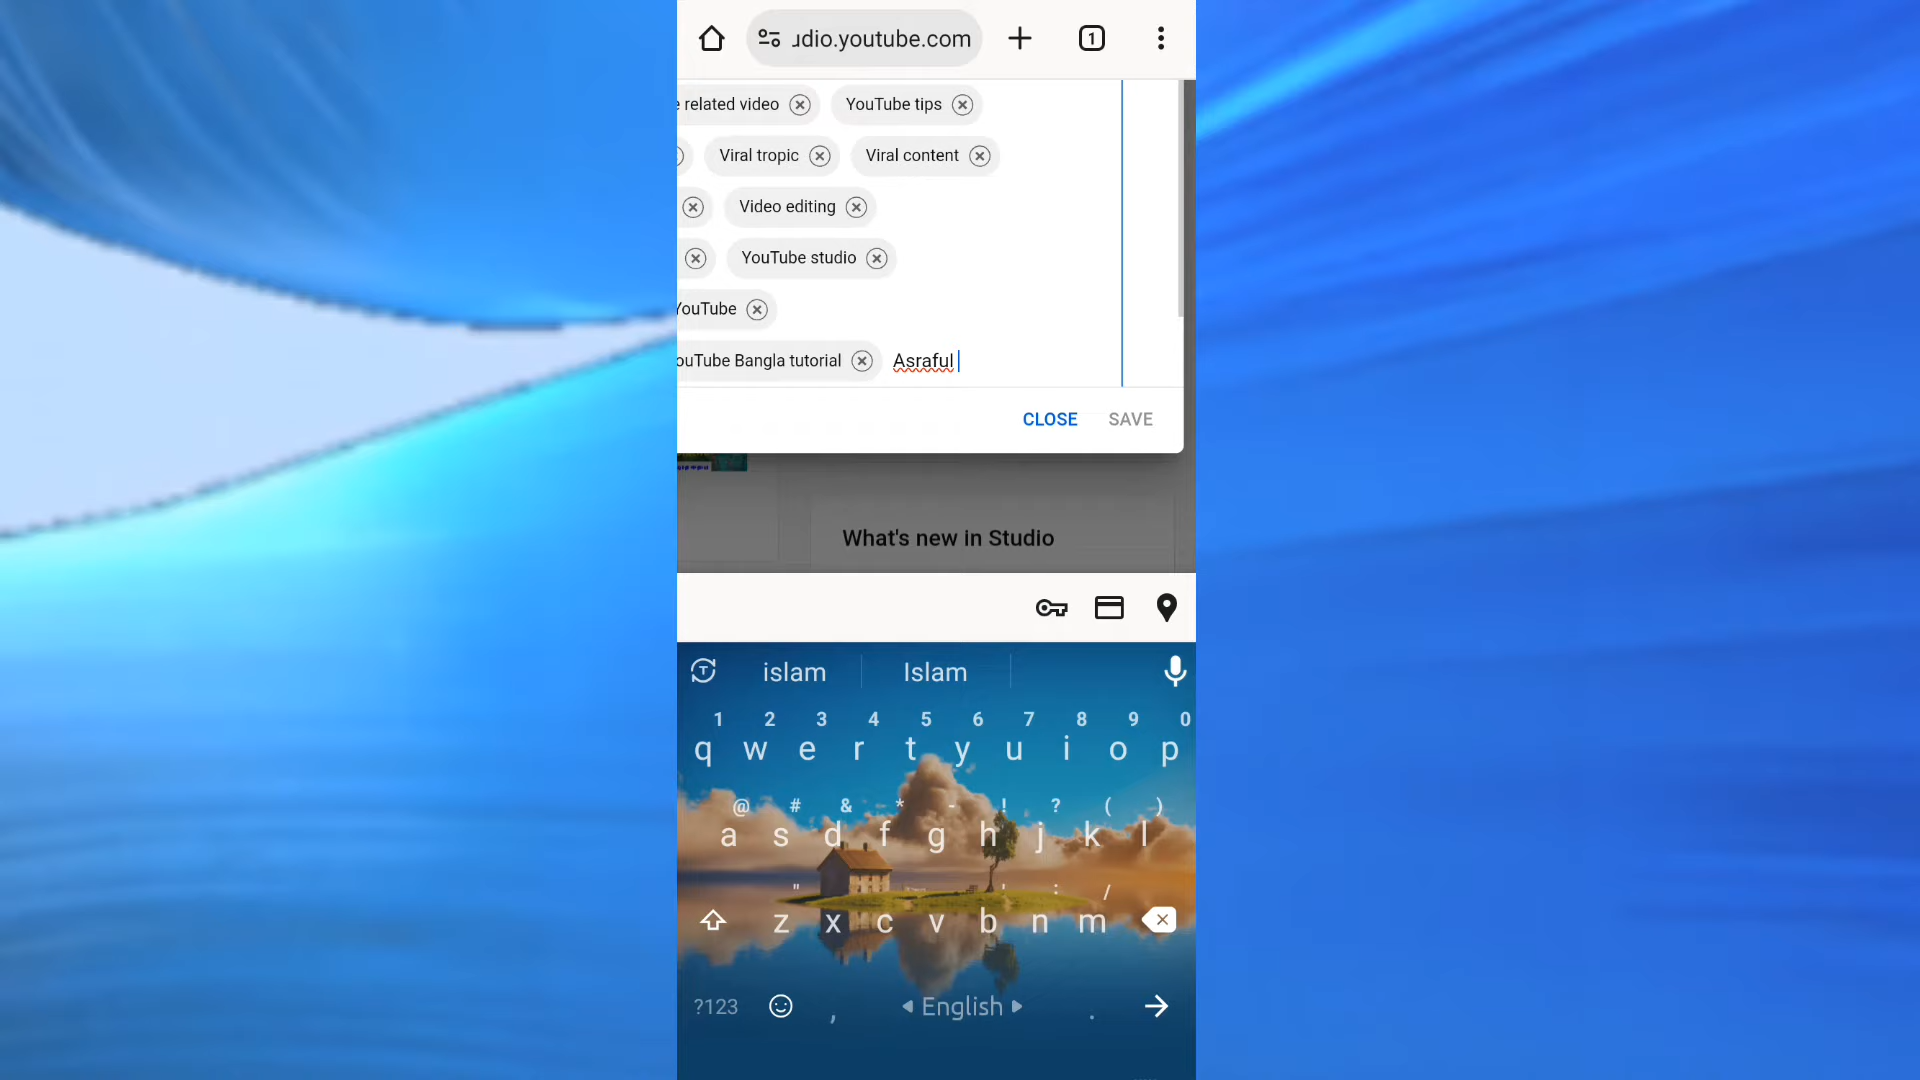 udio.youtube.com
1
e related video YouTube tips
Viral tropic Viral content
Video editing
YouTube studio
YouTube
ouTube Bangla tutorial Asraful
CLOSE SAVE
What's new in Studio
islam Islam
1 2 3 4 5 6 7 8 9 0
q w e r t y u i o p
@ # & * - ! ? ( )
a s d f g h j k l
" ' : /
z x c v b n m
?123 , English .